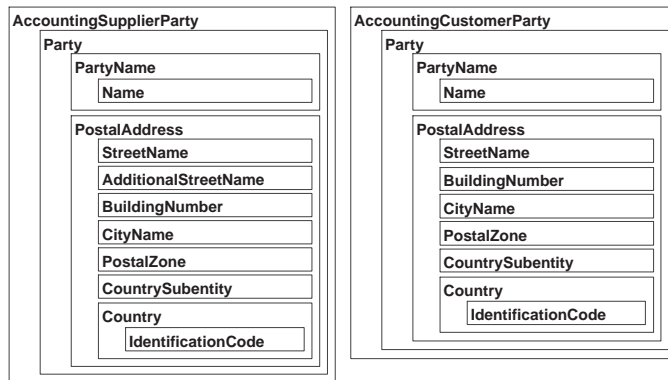 AccountingSupplierParty
Party
PartyName
Name
PostalAddress
StreetName
AdditionalStreetName
BuildingNumber
CityName
PostalZone
CountrySubentity
Country
IdentificationCode
AccountingCustomerParty
Party
PartyName
Name
PostalAddress
StreetName
BuildingNumber
CityName
PostalZone
CountrySubentity
Country
IdentificationCode